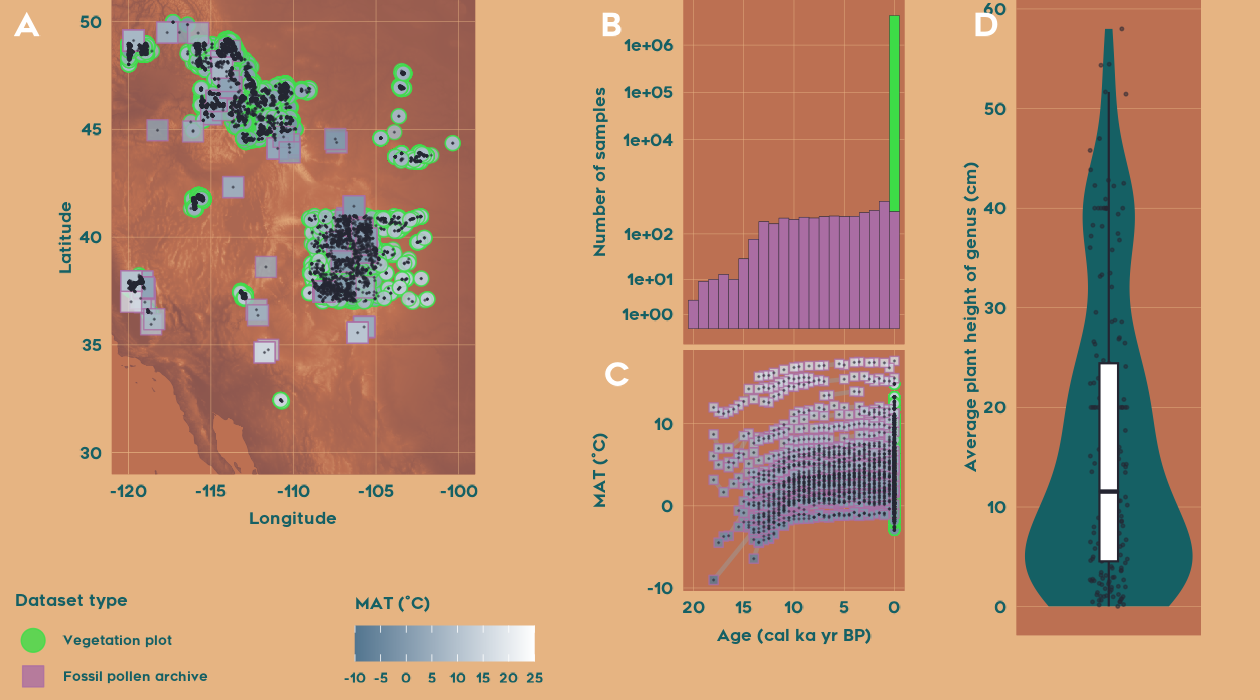 A
50
45
40
35
30
Latitude
-120 -115 -110 -105 -100
Longitude
B
1e+06
1e+05
1e+04
1e+02
1e+01
1e+00
Number of samples
C
10
0
-10
MAT (°C)
20 15 10 5 0
Age (cal ka yr BP)
D
60
50
40
30
20
10
0
Average plant height of genus (cm)
Dataset type
Vegetation plot
Fossil pollen archive
MAT (°C)
-10 -5 0 5 10 15 20 25